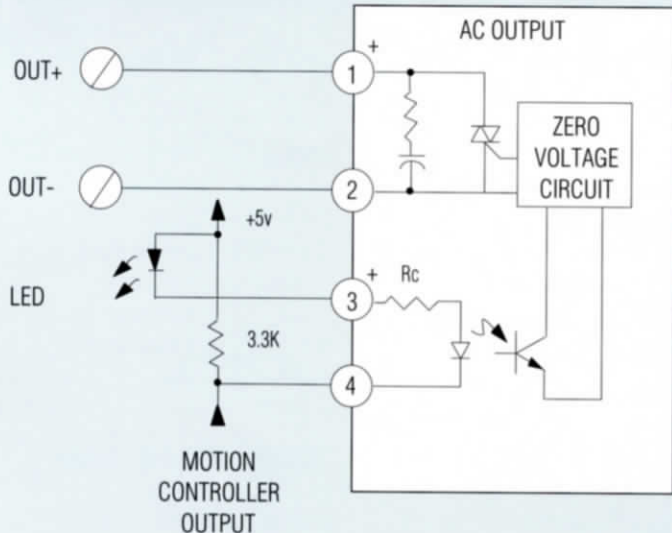 AC OUTPUT
OUT+
1
+
ZERO
VOLTAGE
CIRCUIT
OUT-
2
+5v
LED
3
+
Rc
3.3K
4
MOTION
CONTROLLER
OUTPUT